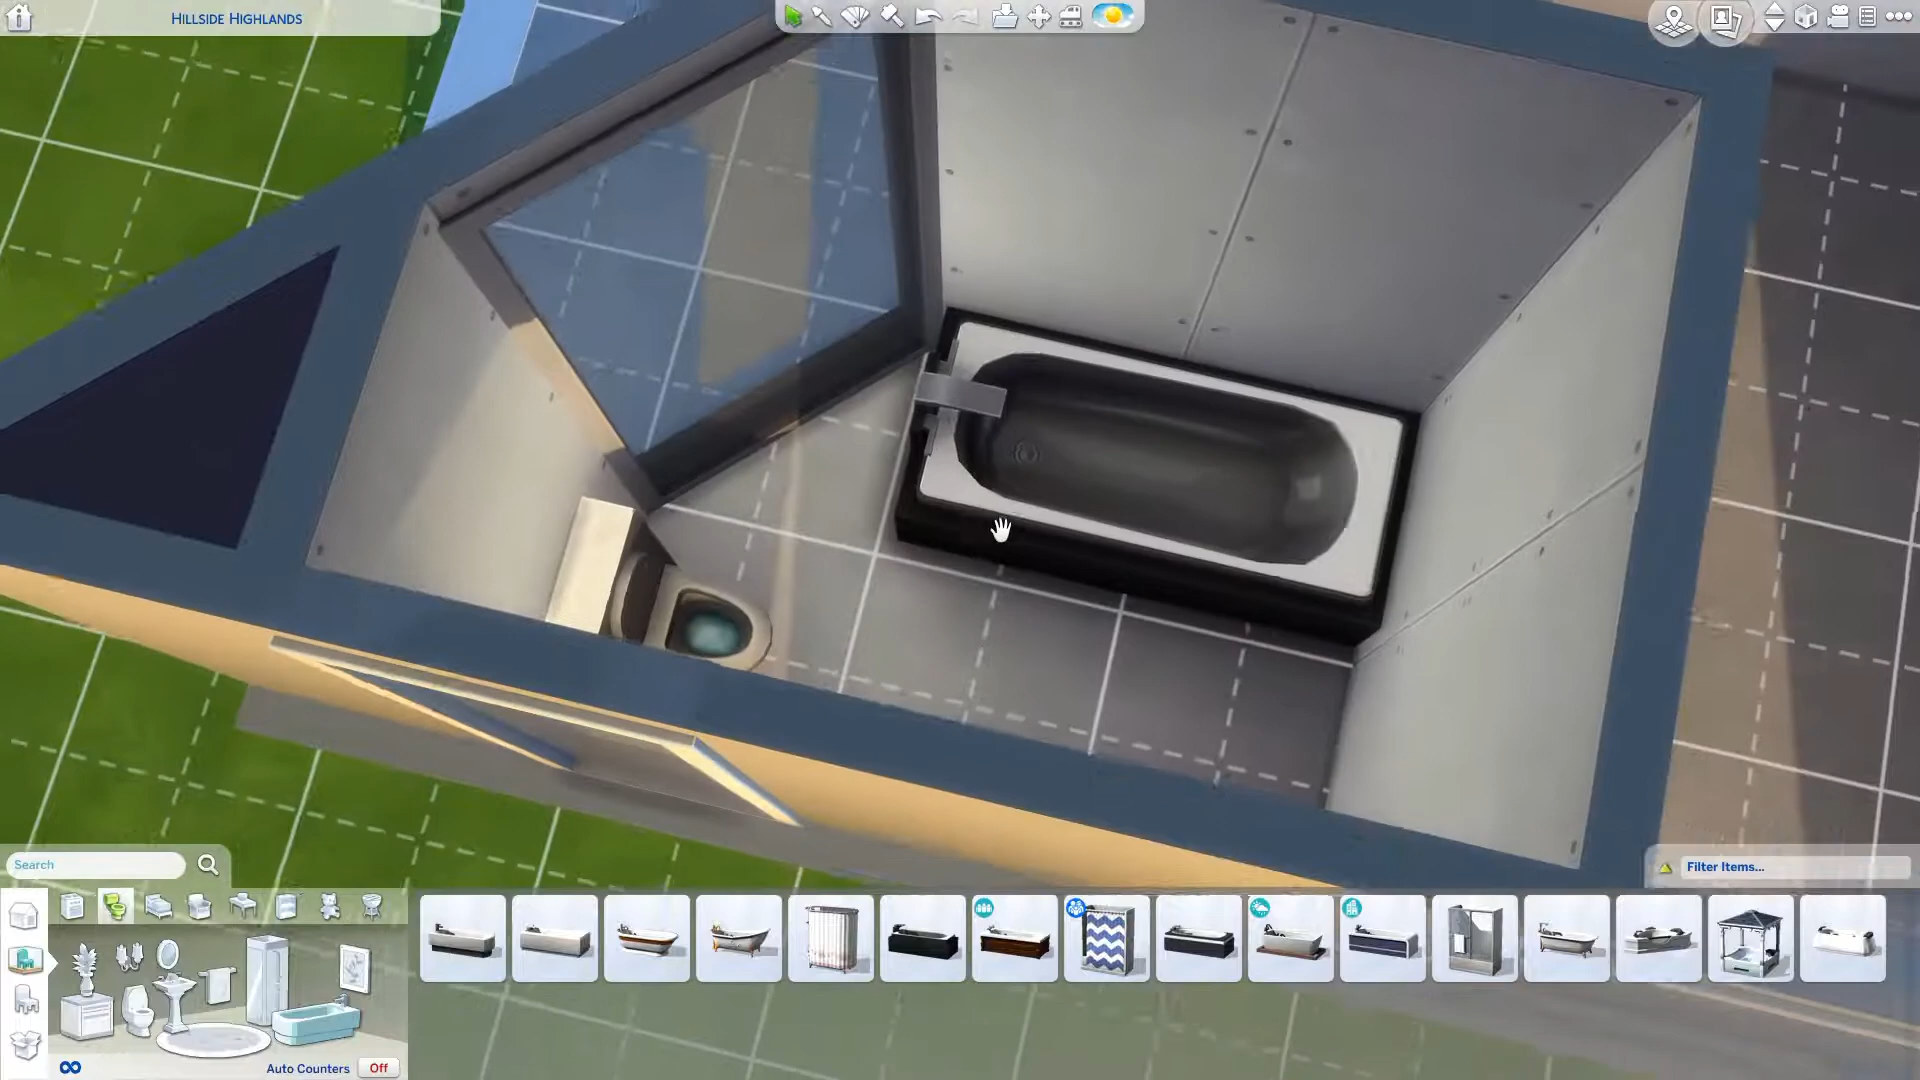 Hillside Highlands
Search
Filter Items...
Auto Counters
Off